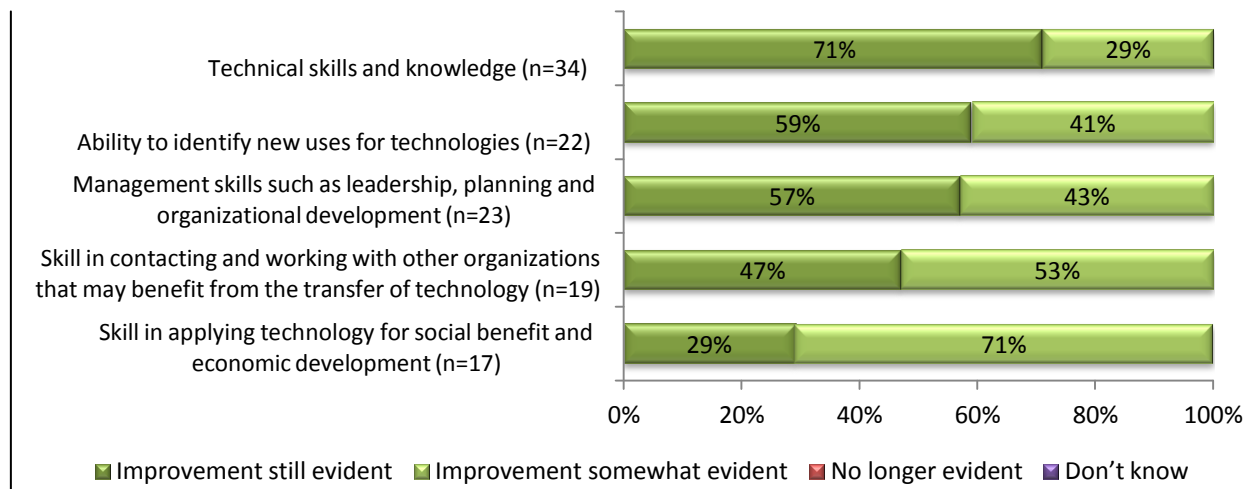 Technical skills and knowledge (n=34)
71%
29%
Ability to identify new uses for technologies (n=22)
59%
41%
Management skills such as leadership, planning and
organizational development (n=23)
57%
43%
Skill in contacting and working with other organizations
that may benefit from the transfer of technology (n=19)
47%
53%
Skill in applying technology for social benefit and
economic development (n=17)
29%
71%
0% 20% 40% 60% 80% 100%
Improvement still evident Improvement somewhat evident No longer evident Don’t know